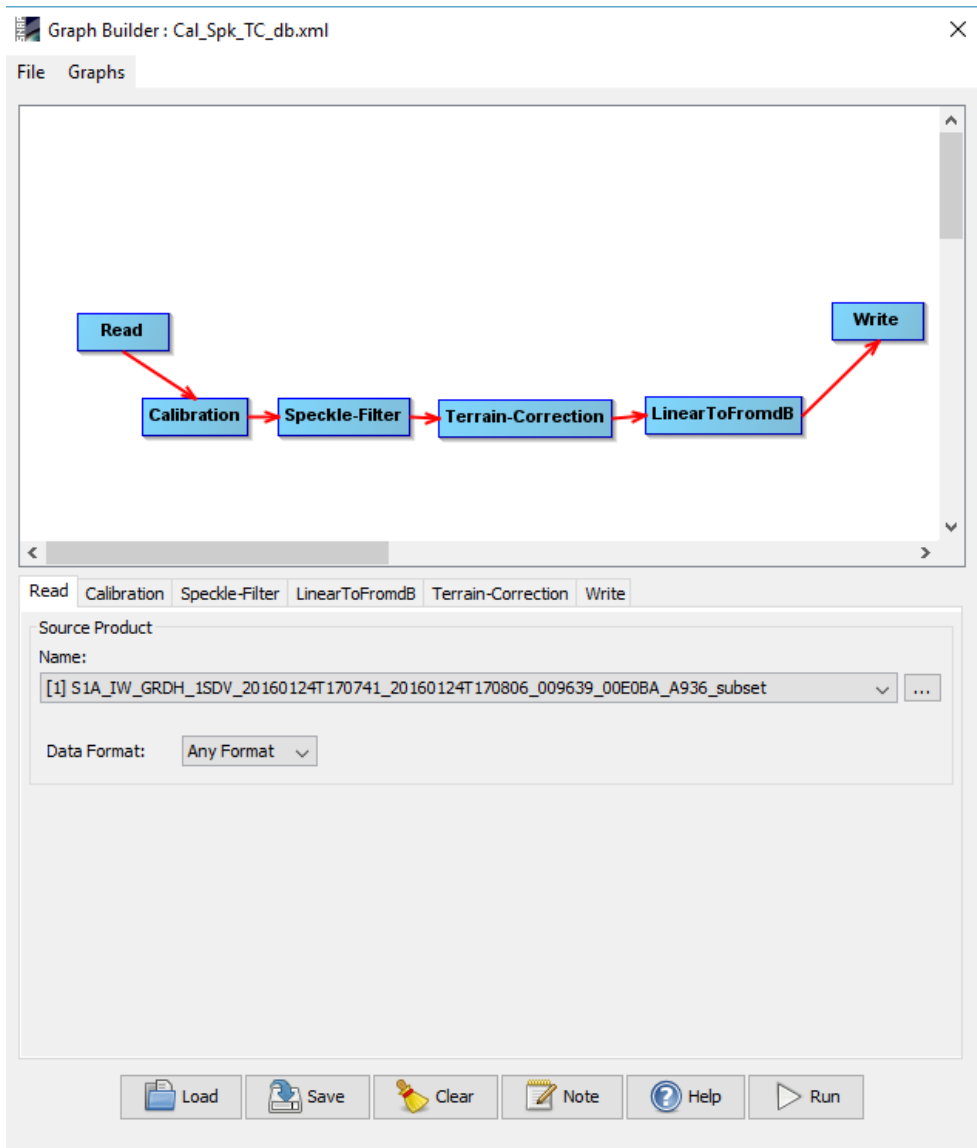 Graph Builder : Cal_Spk_TC_db.xml
File Graphs
Read
Write
Calibration
Speckle-Filter
Terrain-Correction
LinearToFromdB
Read Calibration Speckle-Filter LinearToFromdB Terrain-Correction Write
Source Product
Name:
[1] S1A_IW_GRDH_1SDV_20160124T170741_20160124T170806_009639_00E0BA_A936_subset ...
Data Format: Any Format
Load Save Clear Note Help Run